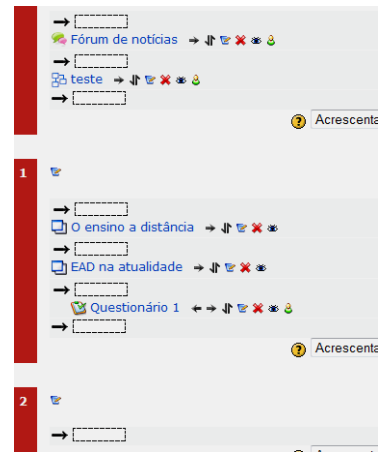 Fórum de notícias
teste
Acrescenta
1
O ensino a distância
EAD na atualidade
Questionário 1
Acrescenta
2